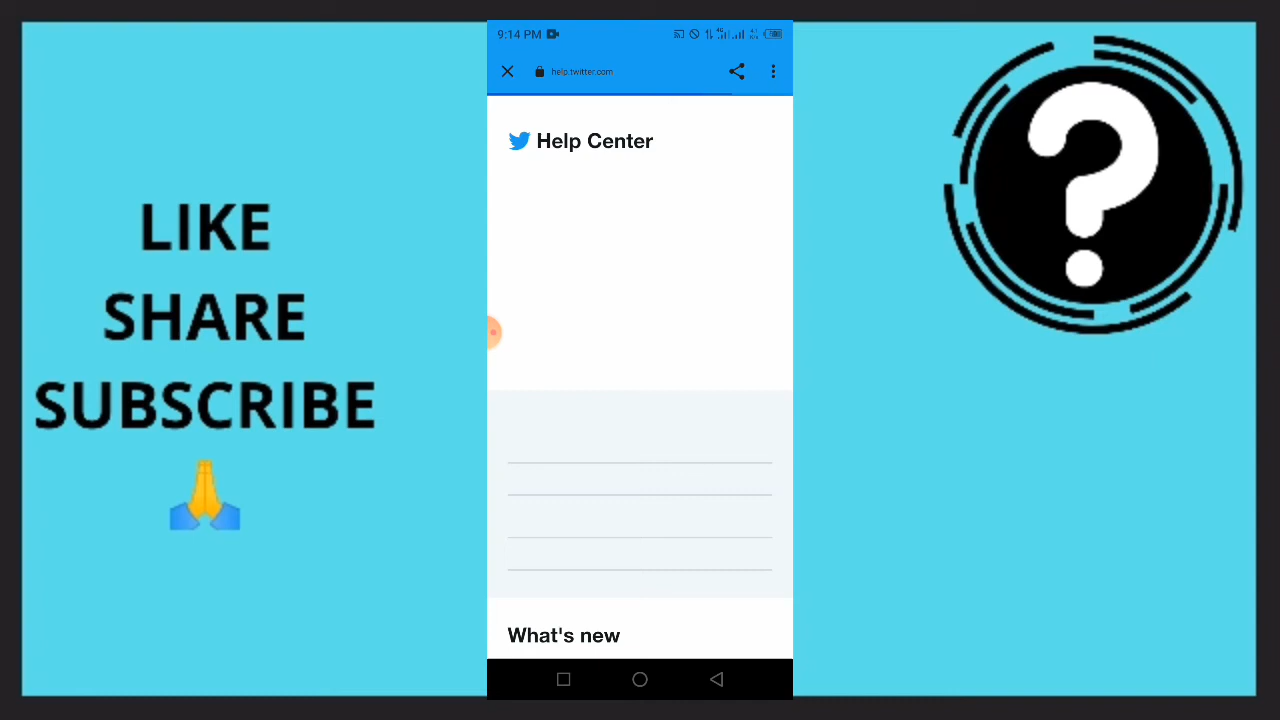 LIKE
SHARE
SUBSCRIBE
9:14 PM
help.twitter.com
Help Center
What's new
?